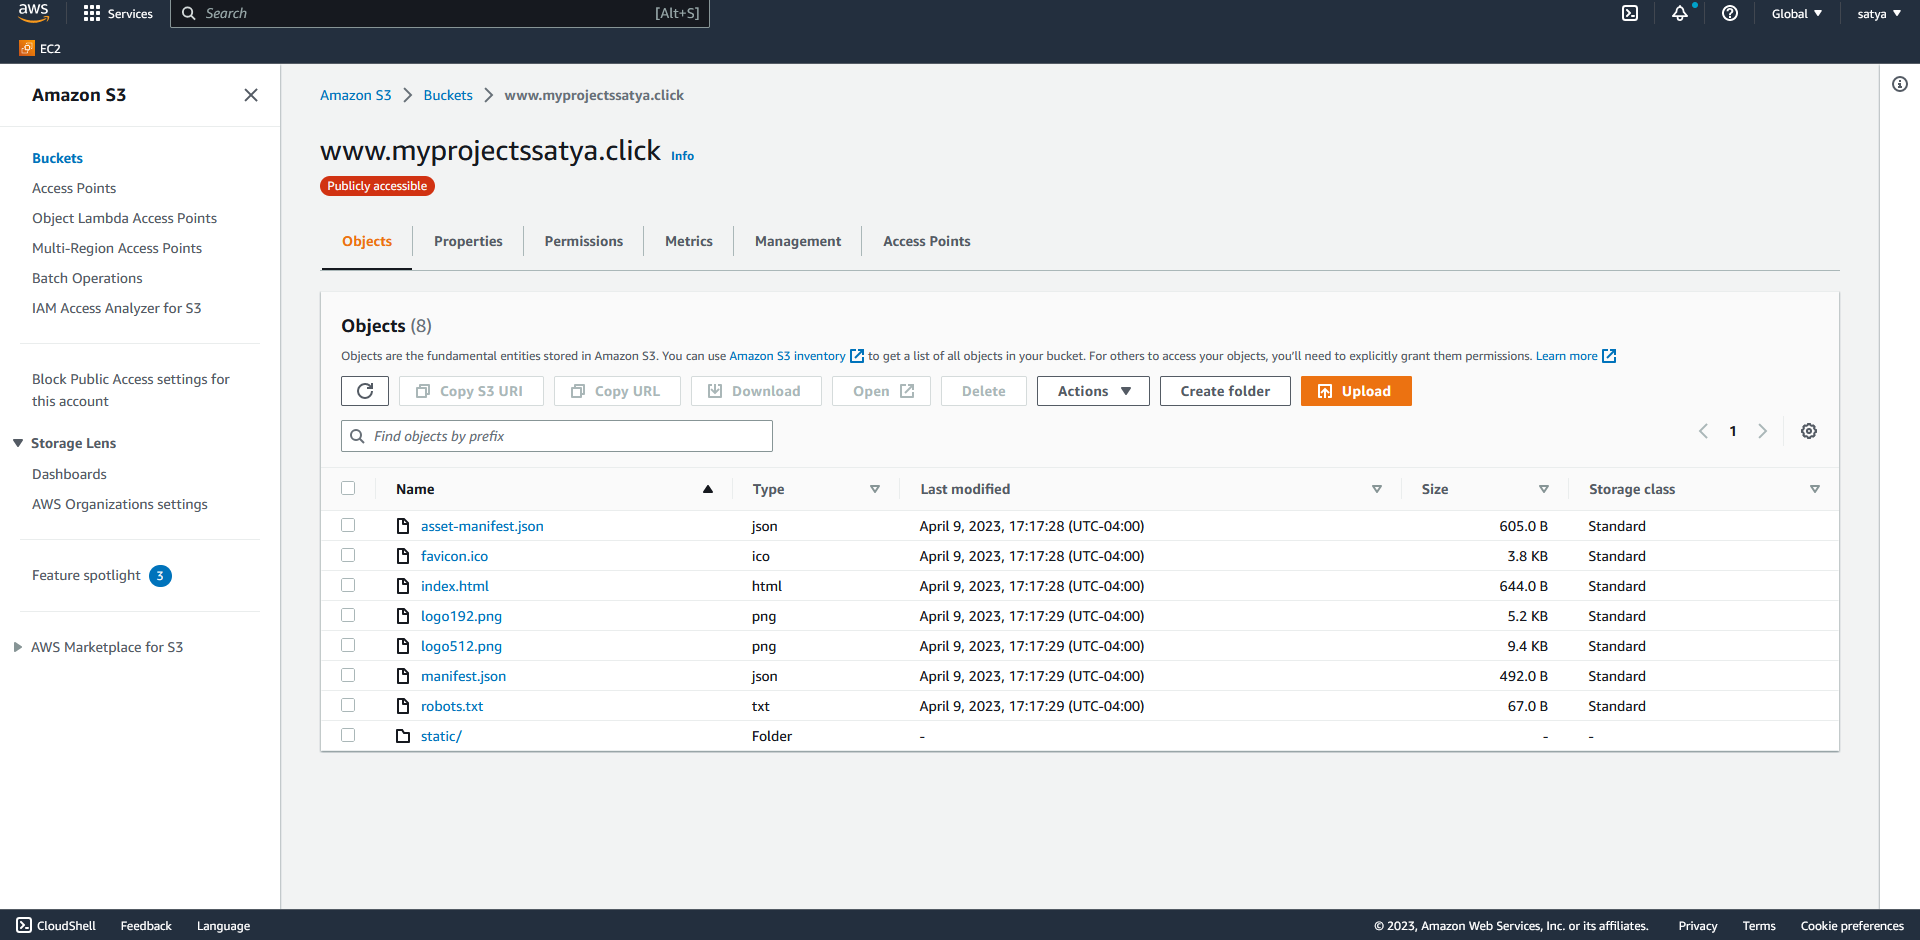 aws Services Search [Alt+S] Global satya
EC2
Amazon S3
Buckets
Access Points
Object Lambda Access Points
Multi-Region Access Points
Batch Operations
IAM Access Analyzer for S3
Block Public Access settings for
this account
Storage Lens
Dashboards
AWS Organizations settings
Feature spotlight 3
AWS Marketplace for S3
Amazon S3 Buckets www.myprojectssatya.click
www.myprojectssatya.click Info
Publicly accessible
Objects Properties Permissions Metrics Management Access Points
Objects (8)
Objects are the fundamental entities stored in Amazon S3. You can use Amazon S3 inventory to get a list of all objects in your bucket. For others to access your objects, you'll need to explicitly grant them permissions. Learn more
Copy S3 URI Copy URL Download Open Delete Actions Create folder Upload
Find objects by prefix 1
Name Type Last modified Size Storage class
asset-manifest.json json April 9, 2023, 17:17:28 (UTC-04:00) 605.0 B Standard
favicon.ico ico April 9, 2023, 17:17:28 (UTC-04:00) 3.8 KB Standard
index.html html April 9, 2023, 17:17:28 (UTC-04:00) 644.0 B Standard
logo192.png png April 9, 2023, 17:17:29 (UTC-04:00) 5.2 KB Standard
logo512.png png April 9, 2023, 17:17:29 (UTC-04:00) 9.4 KB Standard
manifest.json json April 9, 2023, 17:17:29 (UTC-04:00) 492.0 B Standard
robots.txt txt April 9, 2023, 17:17:29 (UTC-04:00) 67.0 B Standard
static/ Folder - - -
CloudShell Feedback Language © 2023, Amazon Web Services, Inc. or its affiliates. Privacy Terms Cookie preferences